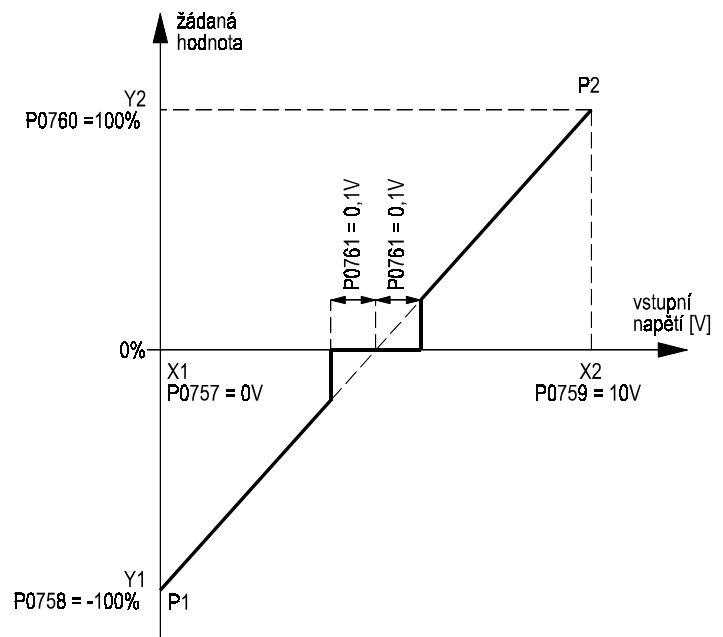 žádaná
hodnota
Y2
P0760 =100%
P2
P0761 = 0,1V
P0761 = 0,1V
vstupní
napětí [V]
0%
X1
P0757 = 0V
X2
P0759 = 10V
Y1
P0758 = -100%
P1